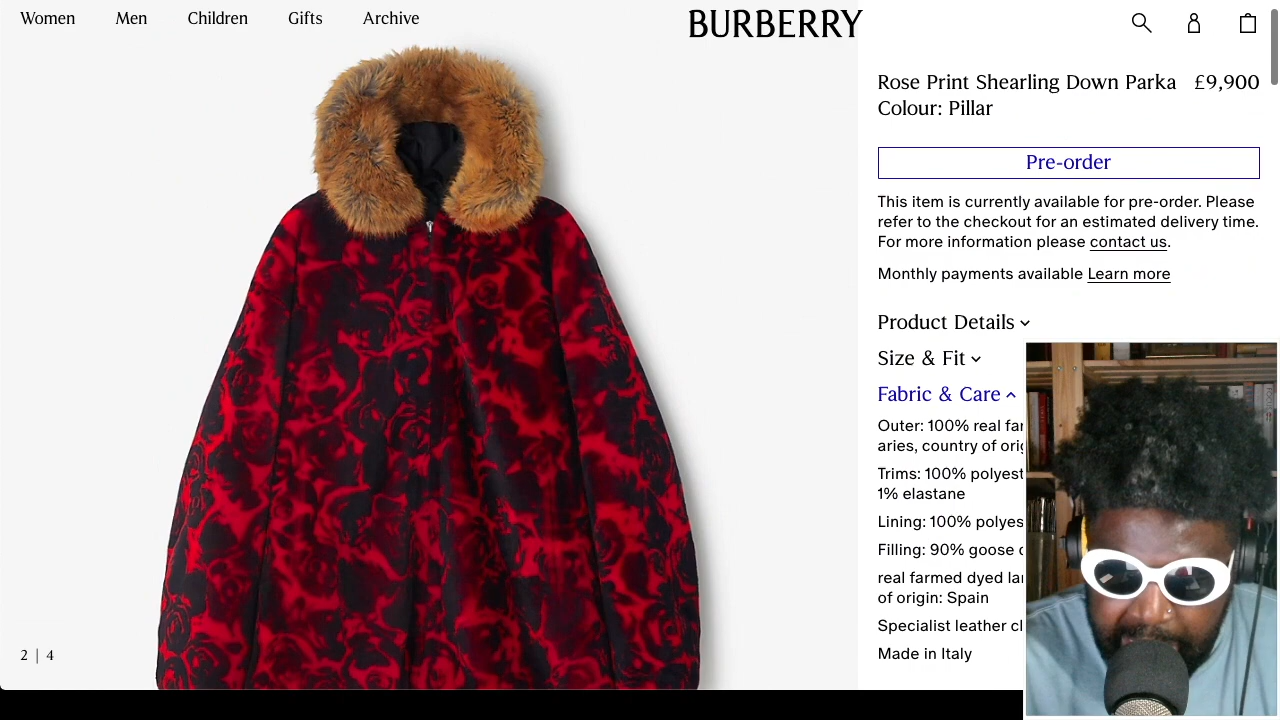 Women Men Children Gifts Archive
BURBERRY
Rose Print Shearling Down Parka £9,900
Colour: Pillar
Pre-order
This item is currently available for pre-order. Please
refer to the checkout for an estimated delivery time.
For more information please contact us.
Monthly payments available Learn more
Product Details
Size & Fit
Fabric & Care
Outer: 100% real
aries, country of
Trims: 100%
1% elastane
Lining: 100%
Filling: 90% goose
real farmed dyed
of origin: Spain
Specialist leather
Made in Italy
2 | 4